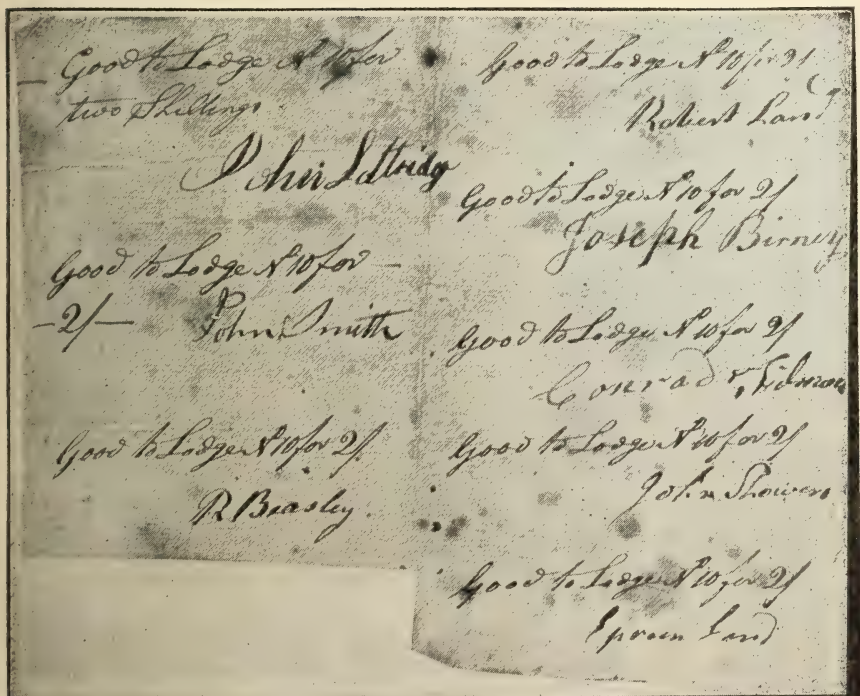 Good to Lodge No 10 for
two Shillings
John
Good to Lodge No 10 for
2/
John Smith
Good to Lodge No 10 for 2/
R Beasley
Good to Lodge No 10 for 2/
Robert Land
Good to Lodge No 10 for 2/
Joseph Birney
Good to Lodge No 10 for 2/
Conrad
Good to Lodge No 10 for 2/
John Showers
Good to Lodge No 10 for 2/
Land